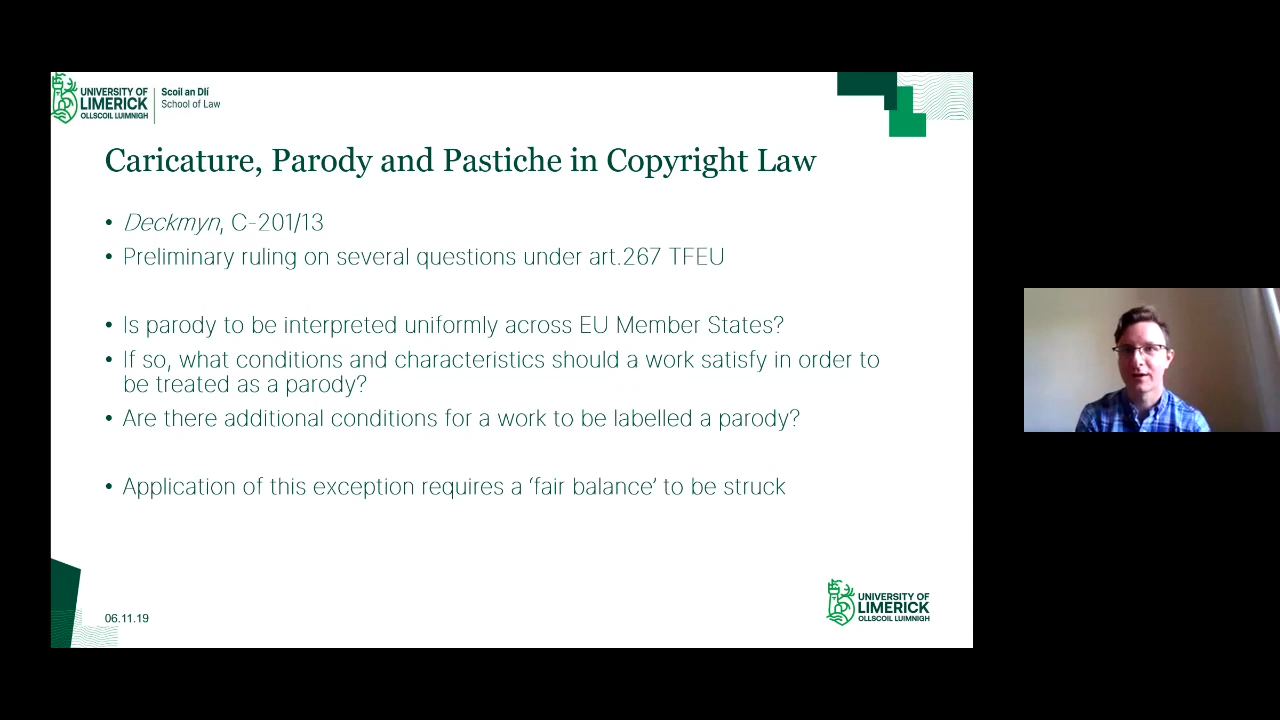 UNIVERSITY OF
LIMERICK
OLLSCOIL LUIMNIGH
Scoil an Dlí
School of Law
Caricature, Parody and Pastiche in Copyright Law
• Deckmyn, C-201/13
• Preliminary ruling on several questions under art.267 TFEU
• Is parody to be interpreted uniformly across EU Member States?
• If so, what conditions and characteristics should a work satisfy in order to
be treated as a parody?
• Are there additional conditions for a work to be labelled a parody?
• Application of this exception requires a ‘fair balance’ to be struck
06.11.19
UNIVERSITY OF
LIMERICK
OLLSCOIL LUIMNIGH